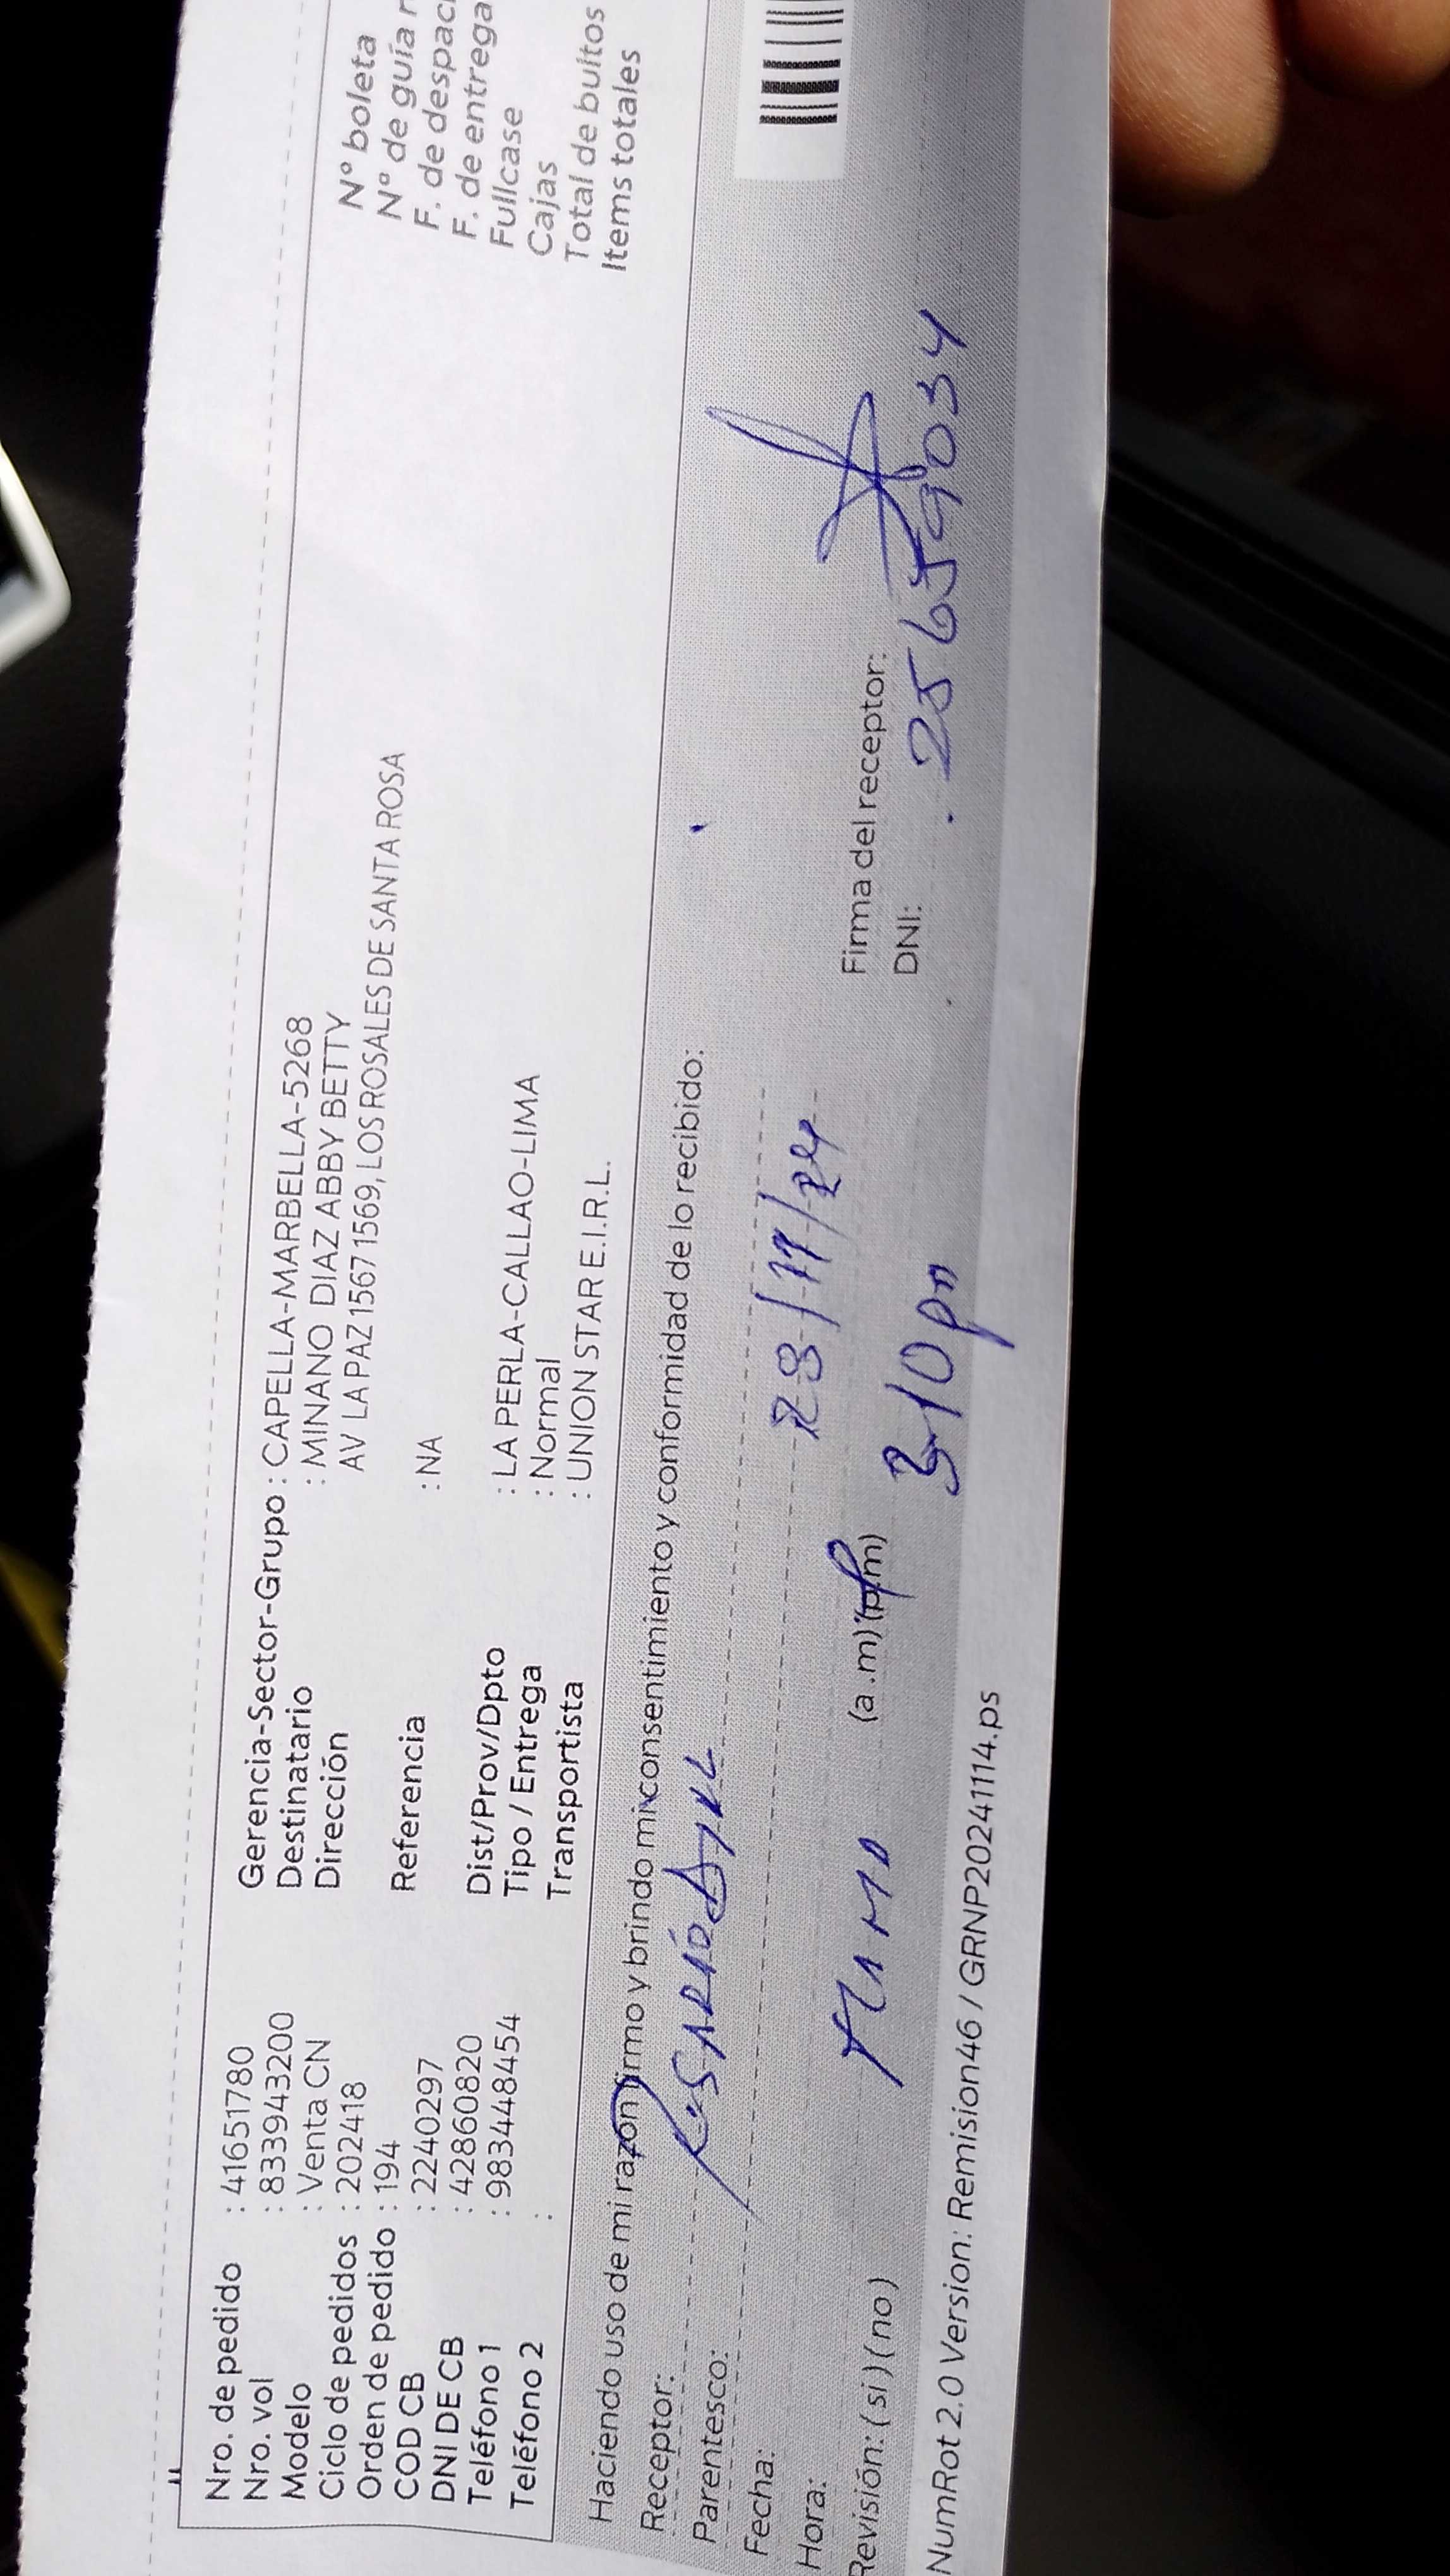 Nro. de pedido : 41651780
Nro. vol : 8339943200
Modelo : Venta CN
Ciclo de pedidos : 202418
Orden de pedido : 194
COD CB : 2240297
DNI DE CB : 42860820
Teléfono 1 : 983448454
Teléfono 2 :
Gerencia-Sector-Grupo : CAPELLA-MARBELLA-5268
Destinatario : MINANO DIAZ ABBY BETTY
Dirección AV LA PAZ 1567 1569, LOS ROSALES DE SANTA ROSA
Referencia : NA
Dist/Prov/Dpto : LA PERLA-CALLAO-LIMA
Tipo / Entrega : Normal
Transportista : UNION STAR E.I.R.L.
N° boleta
N° de guía
F. de despac
F. de entrega
Fullcase
Cajas
Total de bultos
Items totales
Haciendo uso de mi razón firmo y brindo mi consentimiento y conformidad de lo recibido:
Receptor:
Parentesco:
Fecha: 28/11/24
Hora: (a.m) (p.m) 3-10 pm
Revisión: (si) (no)
Firma del receptor:
DNI:
NumRot 2.0 Version: Remision46 / GRNP20241114.ps